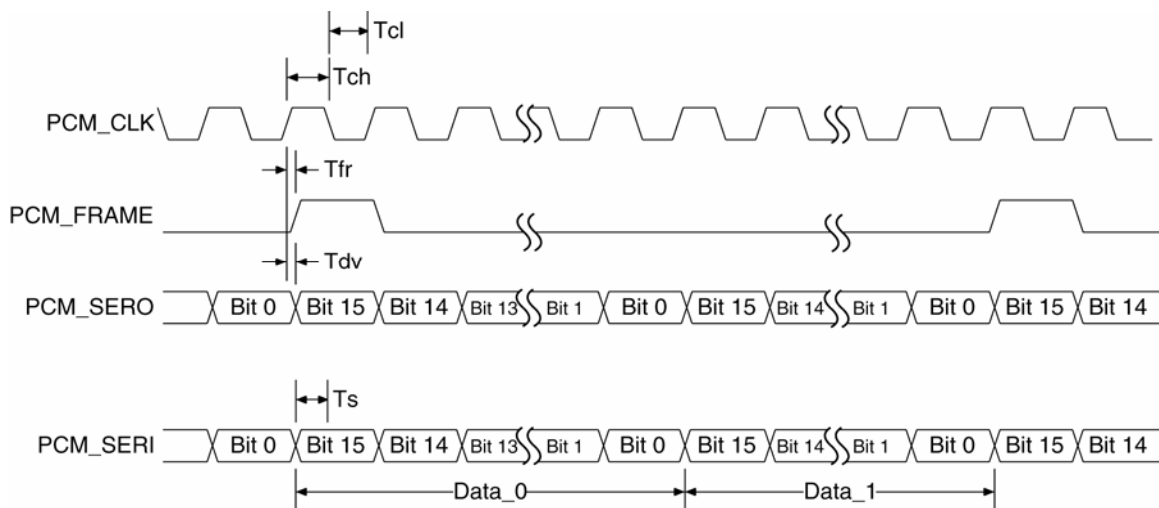 Tcl
Tch
PCM_CLK
Tfr
PCM_FRAME
Tdv
PCM_SERO Bit 0 Bit 15 Bit 14 Bit 13 Bit 1 Bit 0 Bit 15 Bit 14 Bit 1 Bit 0 Bit 15 Bit 14
Ts
PCM_SERI Bit 0 Bit 15 Bit 14 Bit 13 Bit 1 Bit 0 Bit 15 Bit 14 Bit 1 Bit 0 Bit 15 Bit 14
Data_0 Data_1